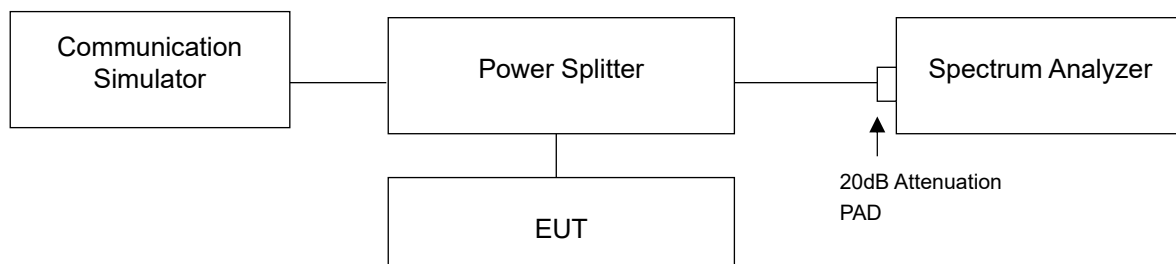 Communication
Simulator
Power Splitter
Spectrum Analyzer
20dB Attenuation
PAD
EUT